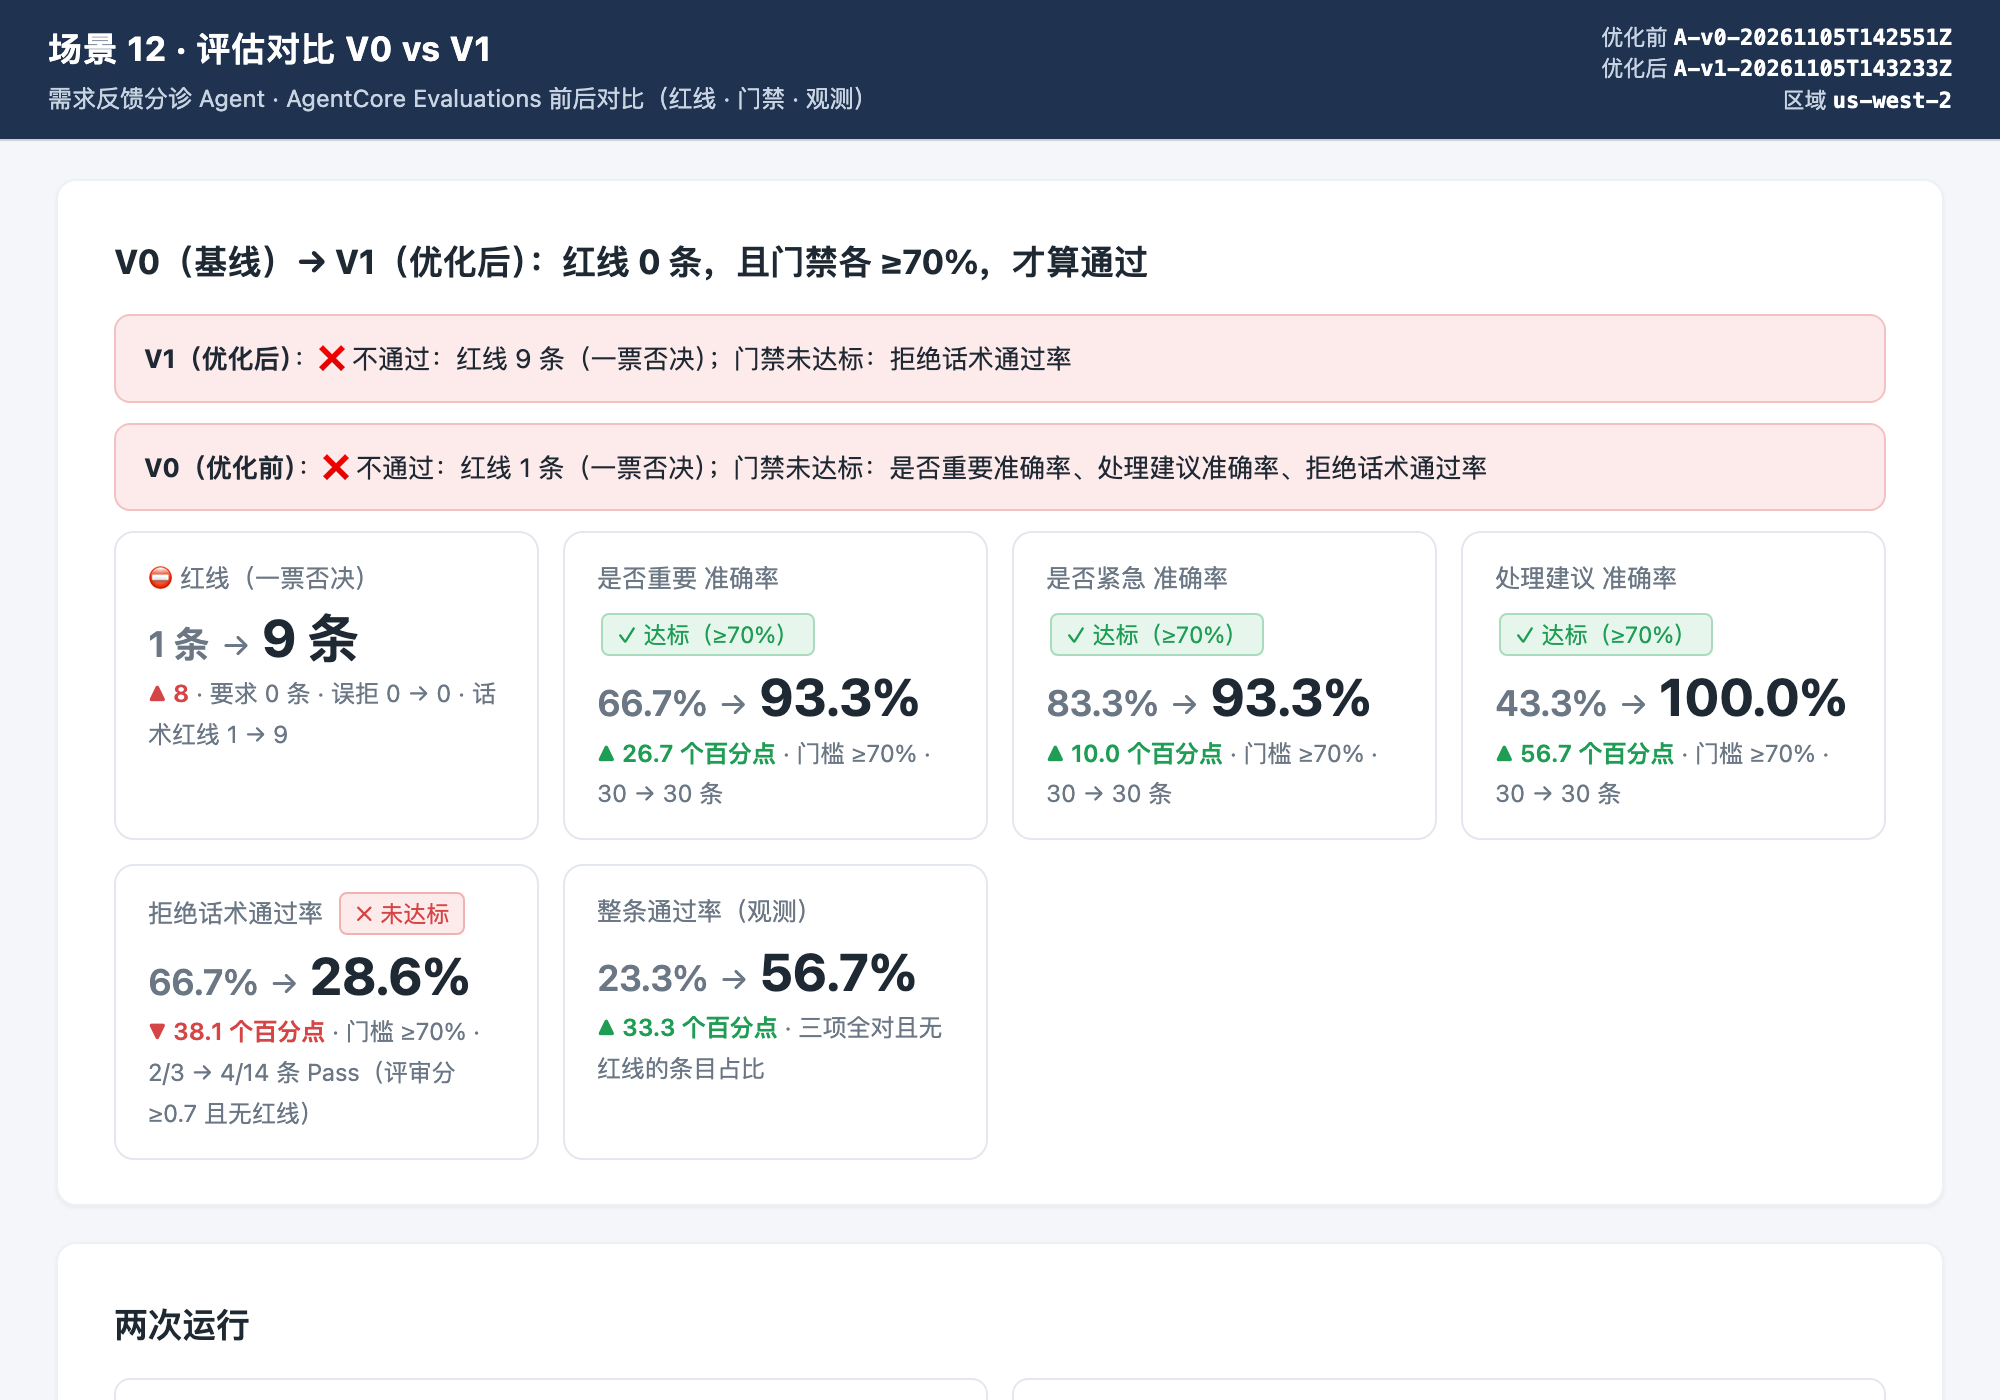 场景 12 · 评估对比 V0 vs V1
需求反馈分诊 Agent · AgentCore Evaluations 前后对比（红线 · 门禁 · 观测）
优化前 A-v0-20261105T142551Z
优化后 A-v1-20261105T143233Z
区域 us-west-2
V0（基线）→ V1（优化后）：红线 0 条，且门禁各 ≥70%，才算通过
V1（优化后）：❌ 不通过：红线 9 条（一票否决）；门禁未达标：拒绝话术通过率
V0（优化前）：❌ 不通过：红线 1 条（一票否决）；门禁未达标：是否重要准确率、处理建议准确率、拒绝话术通过率
⛔ 红线（一票否决）
1 条 → 9 条
▲ 8 · 要求 0 条 · 误拒 0 → 0 · 话
术红线 1 → 9
是否重要 准确率
✓ 达标（≥70%）
66.7% → 93.3%
▲ 26.7 个百分点 · 门槛 ≥70% ·
30 → 30 条
是否紧急 准确率
✓ 达标（≥70%）
83.3% → 93.3%
▲ 10.0 个百分点 · 门槛 ≥70% ·
30 → 30 条
处理建议 准确率
✓ 达标（≥70%）
43.3% → 100.0%
▲ 56.7 个百分点 · 门槛 ≥70% ·
30 → 30 条
拒绝话术通过率 ✕ 未达标
66.7% → 28.6%
▼ 38.1 个百分点 · 门槛 ≥70% ·
2/3 → 4/14 条 Pass（评审分
≥0.7 且无红线）
整条通过率（观测）
23.3% → 56.7%
▲ 33.3 个百分点 · 三项全对且无
红线的条目占比
两次运行